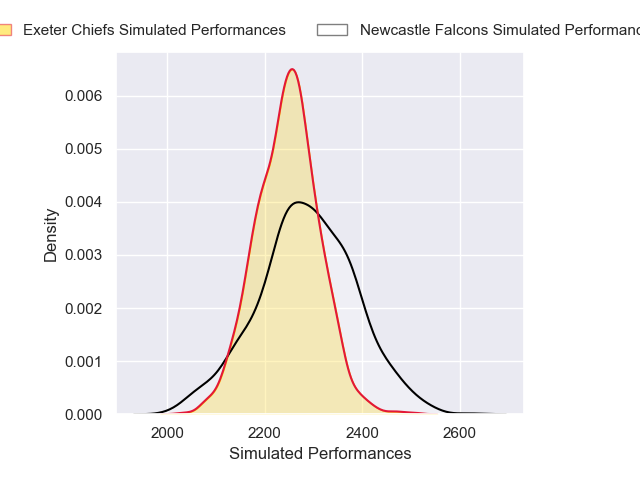 Exeter Chiefs Simulated Performances
Newcastle Falcons Simulated
0.006
0.005
0.004
0.003
0.002
0.001
0.000
Density
2000 2200 2400 2600
Simulated Performances